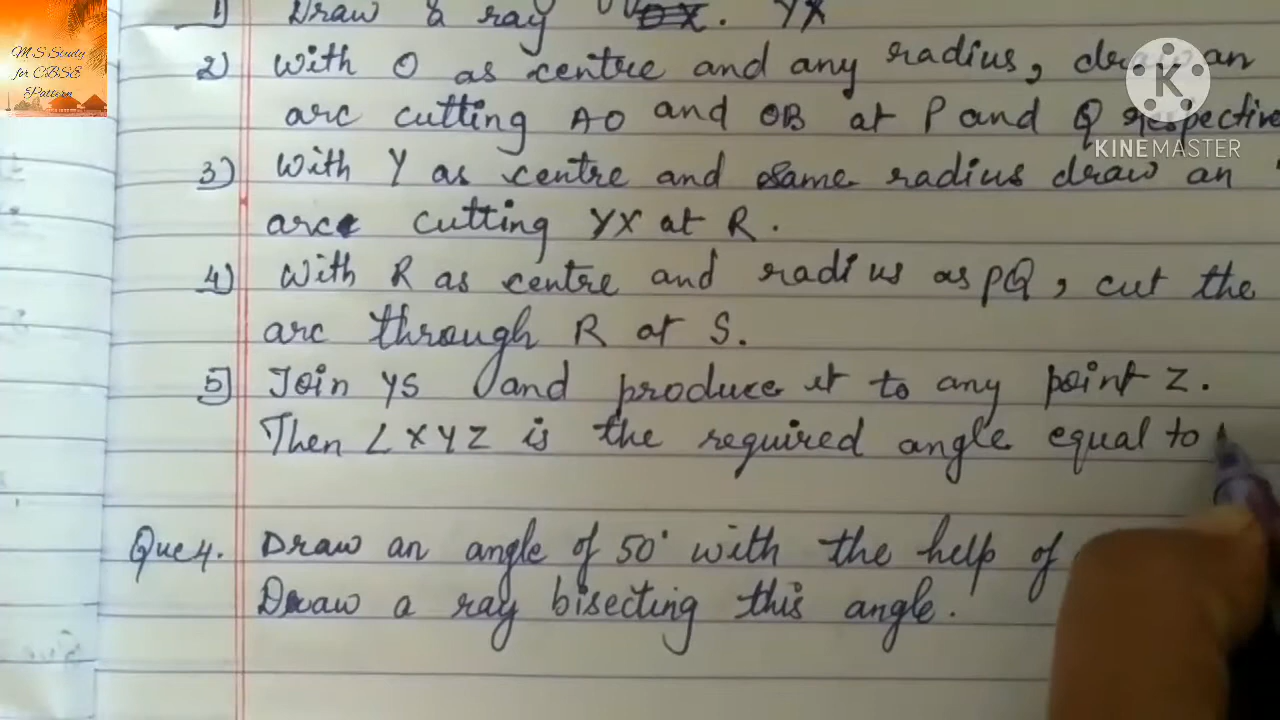 M.S Study
for CBSE
Pattern
1) Draw a ray YX
2) With O as centre and any radius, draw an
arc cutting AO and OB at P and Q respective
KINEMASTER
3) With Y as centre and same radius draw an
arc cutting YX at R.
4) With R as centre and radius as PQ, cut the
arc through R at S.
5) Join YS and produce it to any point Z.
Then ∠XYZ is the required angle equal to
Que 4. Draw an angle of 50° with the help of
Draw a ray bisecting this angle.